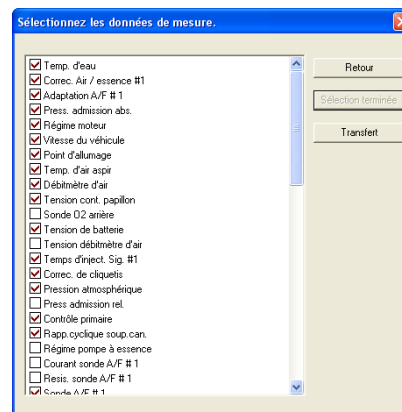 Sélectionnez les données de mesure.
Temp. d'eau
Correc. Air / essence #1
Adaptation A/F # 1
Press. admission abs.
Régime moteur
Vitesse du véhicule
Point d'allumage
Temp. d'air aspir
Débitmètre d'air
Tension cont. papillon
Sonde O2 arrière
Tension de batterie
Tension débitmètre d'air
Temps d'inject. Sig. #1
Correc. de cliquetis
Pression atmosphérique
Press admission rel.
Contrôle primaire
Rapp.cyclique soup.can.
Régime pompe à essence
Courant sonde A/F # 1
Resis. sonde A/F # 1
Sonde A/F # 1
Retour
Sélection terminée
Transfert